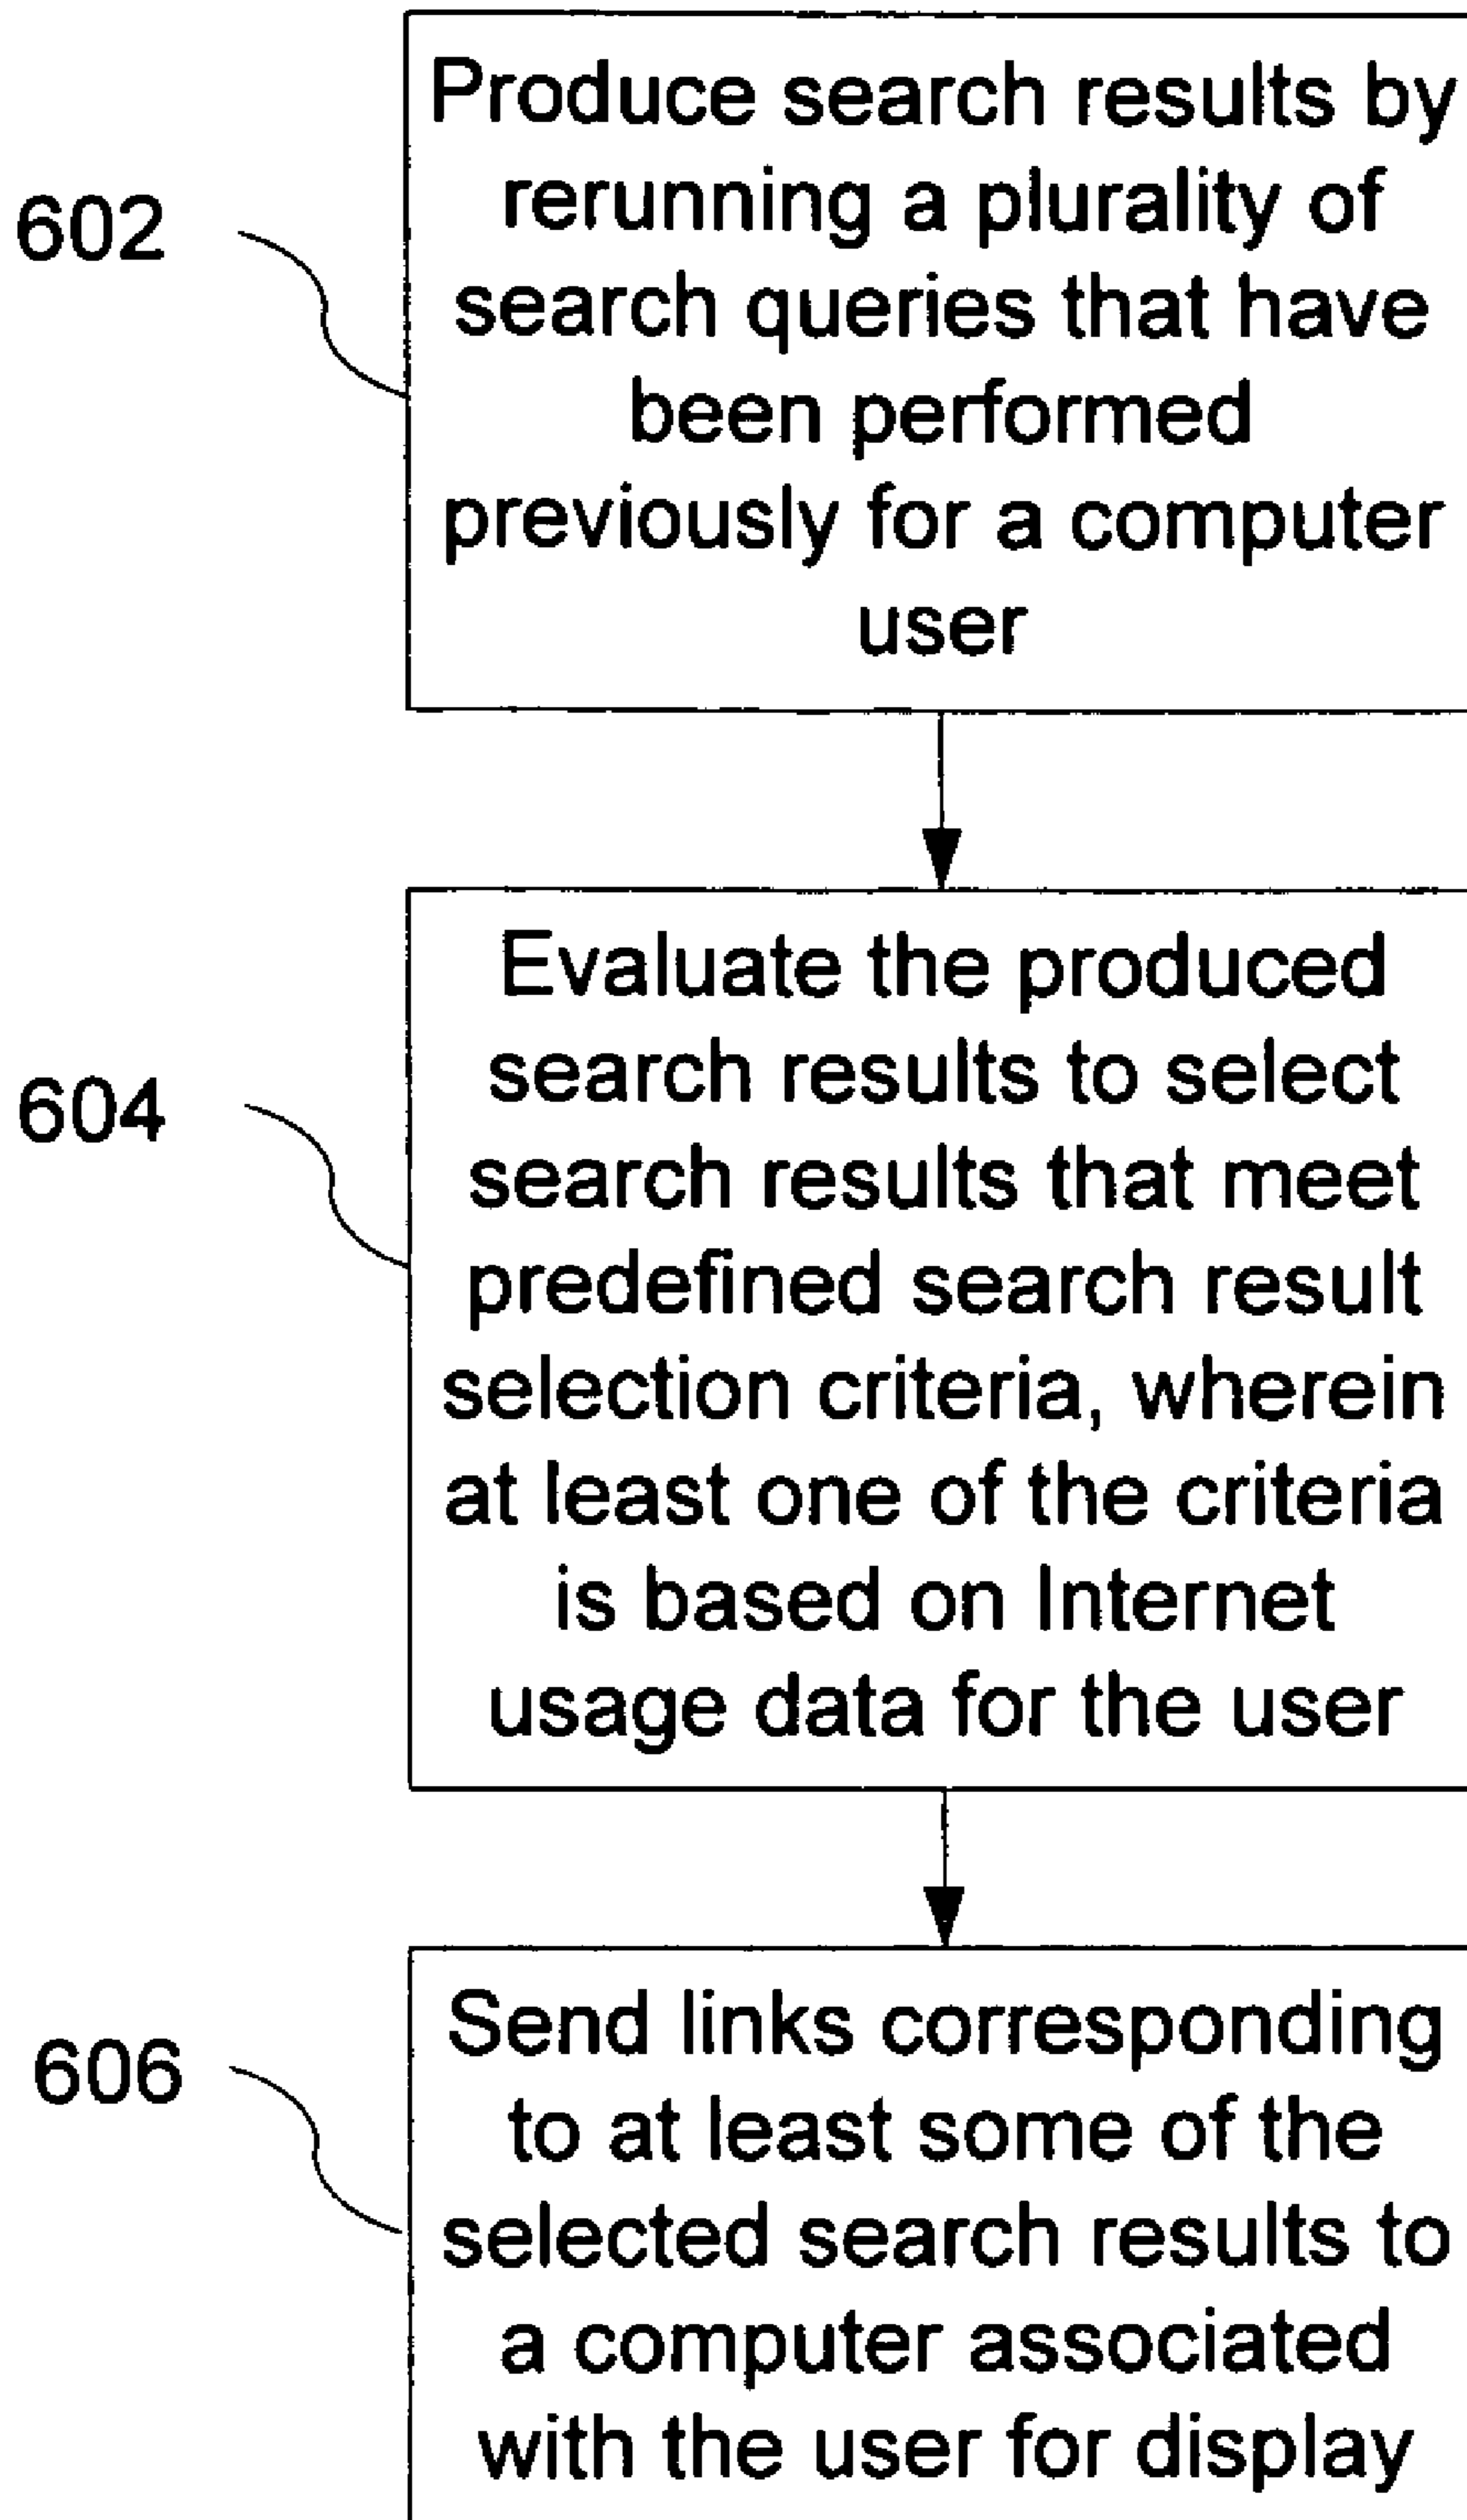 602
Produce search results by
rerunning a plurality of
search queries that have
been performed
previously for a computer
user
604
Evaluate the produced
search results to select
search results that meet
predefined search result
selection criteria, wherein
at least one of the criteria
is based on Internet
usage data for the user
606
Send links corresponding
to at least some of the
selected search results to
a computer associated
with the user for display